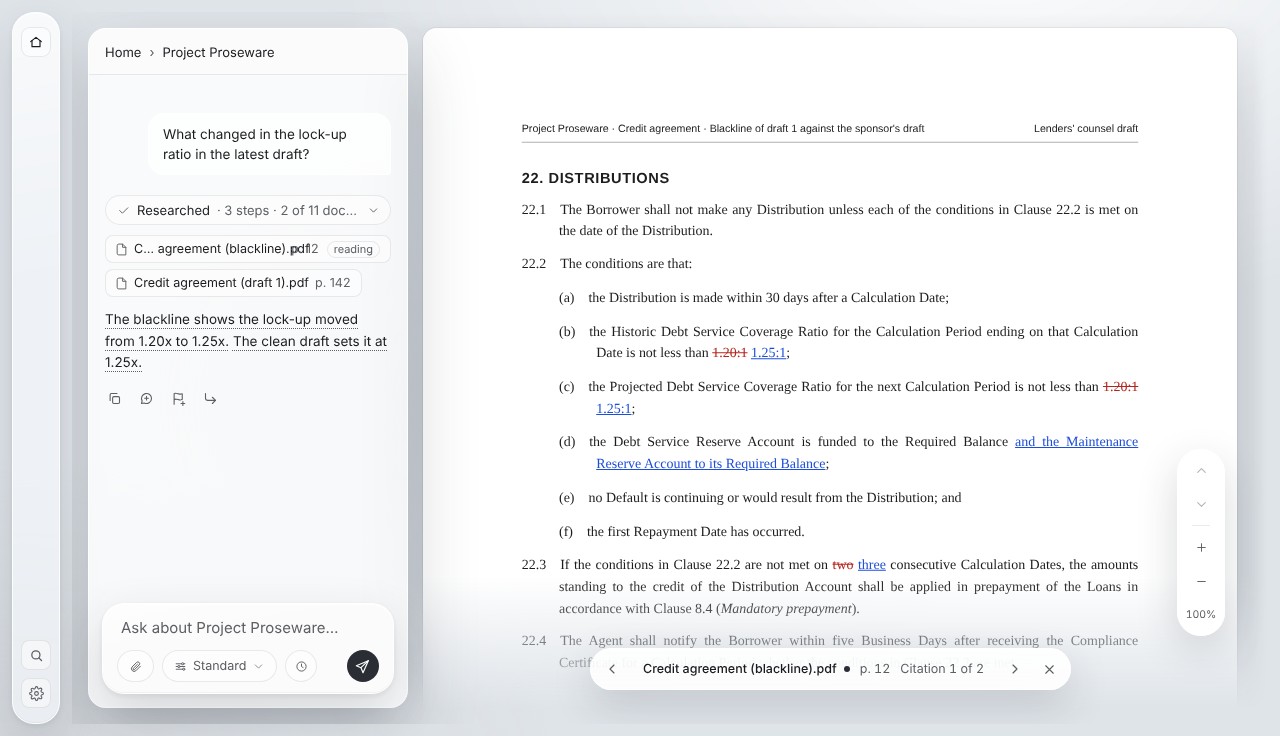 Home › Project Proseware
What changed in the lock-up
ratio in the latest draft?
Researched · 3 steps · 2 of 11 doc...
C... agreement (blackline).pdf reading
Credit agreement (draft 1).pdf p. 142
The blackline shows the lock-up moved
from 1.20x to 1.25x. The clean draft sets it at
1.25x.
Ask about Project Proseware...
Standard
Project Proseware · Credit agreement · Blackline of draft 1 against the sponsor's draft Lenders' counsel draft
22. DISTRIBUTIONS
22.1 The Borrower shall not make any Distribution unless each of the conditions in Clause 22.2 is met on
the date of the Distribution.
22.2 The conditions are that:
(a) the Distribution is made within 30 days after a Calculation Date;
(b) the Historic Debt Service Coverage Ratio for the Calculation Period ending on that Calculation
Date is not less than 1.20:1 1.25:1;
(c) the Projected Debt Service Coverage Ratio for the next Calculation Period is not less than 1.20:1
1.25:1;
(d) the Debt Service Reserve Account is funded to the Required Balance and the Maintenance
Reserve Account to its Required Balance;
(e) no Default is continuing or would result from the Distribution; and
(f) the first Repayment Date has occurred.
22.3 If the conditions in Clause 22.2 are not met on two three consecutive Calculation Dates, the amounts
standing to the credit of the Distribution Account shall be applied in prepayment of the Loans in
accordance with Clause 8.4 (Mandatory prepayment).
22.4 The Agent shall notify the Borrower within five Business Days after receiving the Compliance
Credit agreement (blackline).pdf • p. 12 Citation 1 of 2
100%